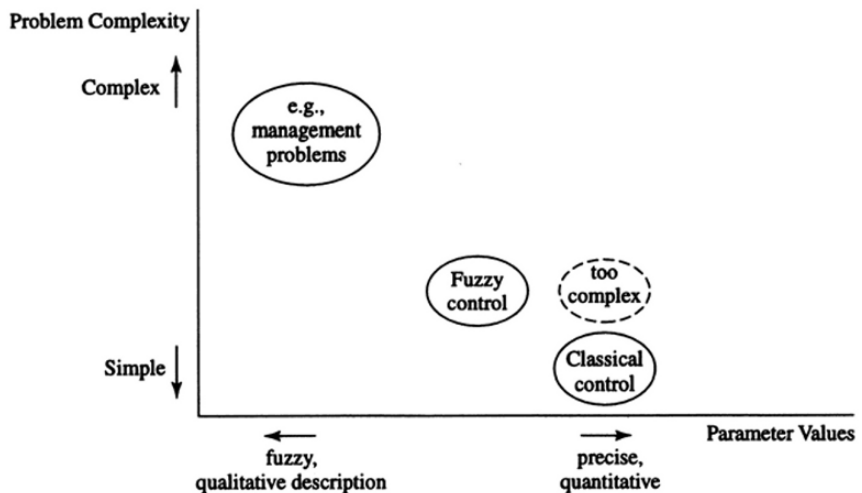 Problem Complexity
Complex
e.g.,
management
problems
Fuzzy
control
too
complex
Simple
Classical
control
Parameter Values
fuzzy,
qualitative description
precise,
quantitative